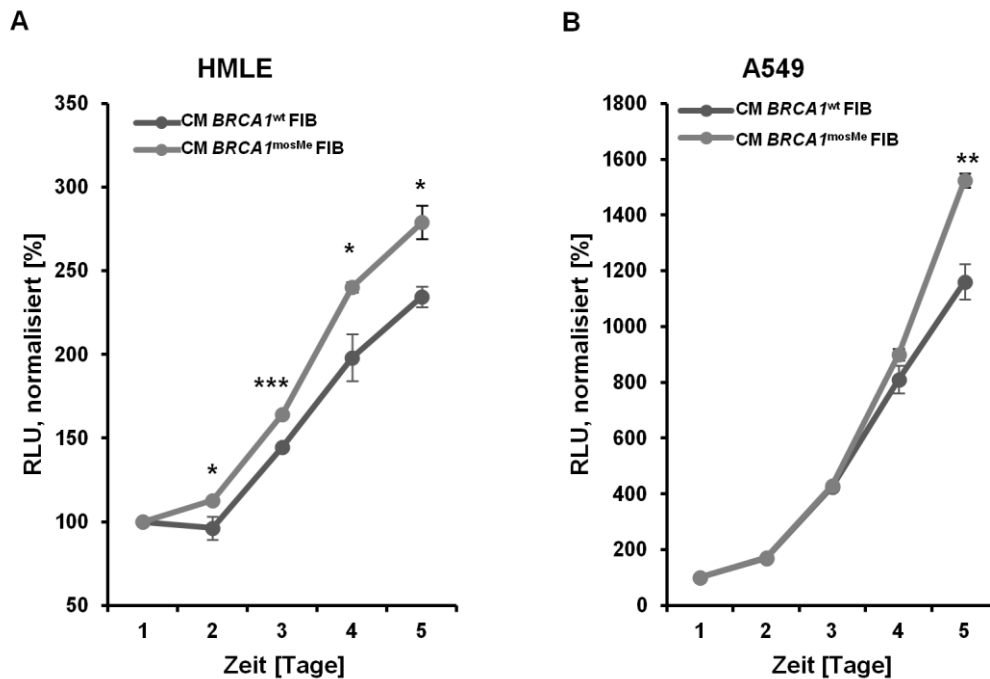 A
HMLE
350
300
250
200
150
100
50
RLU, normalisiert [%]
CM BRCA1wt FIB
CM BRCA1mosMe FIB
*
***
*
*
1 2 3 4 5
Zeit [Tage]
B
A549
1800
1600
1400
1200
1000
800
600
400
200
0
RLU, normalisiert [%]
CM BRCA1wt FIB
CM BRCA1mosMe FIB
**
1 2 3 4 5
Zeit [Tage]